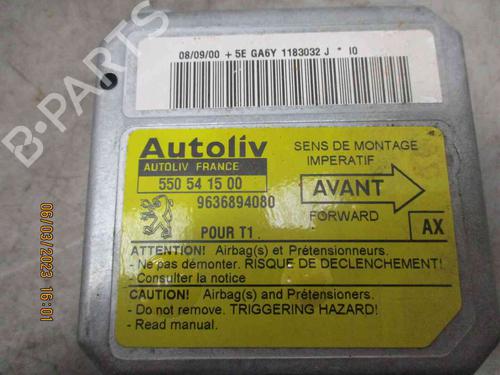 08/09/00 + 5E GA6Y 1183032 J * I0
Autoliv
AUTOLIV FRANCE
550 54 15 00
9636894080
POUR T1 .
SENS DE MONTAGE
IMPERATIF
AVANT
FORWARD
AX
ATTENTION! Airbag(s) et Prétensionneurs.
- Ne pas démonter. RISQUE DE DECLENCHEMENT!
- Consulter la notice
CAUTION! Airbag(s) and Prétensioners.
- Do not remove. TRIGGERING HAZARD!
- Read manual.
B-PARTS
06/03/2023 16:01